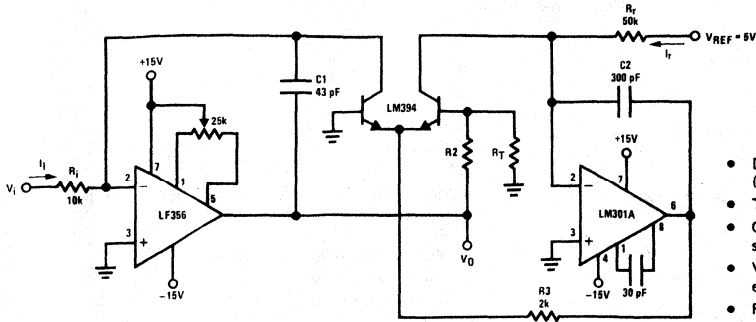 Rr
50k
VREF = 5V
Ir
+15V
C1
43 pF
C2
300 pF
LM394
25k
+15V
Ii
Ri
10k
Vi
2
7
1
5
−
LF356
+
3
−15V
R2
RT
VO
2
7
−
6
LM301A
8
+
3
1
4
−15V
30 pF
R3
2k
• D
• T
• C
s
• V
e
• F